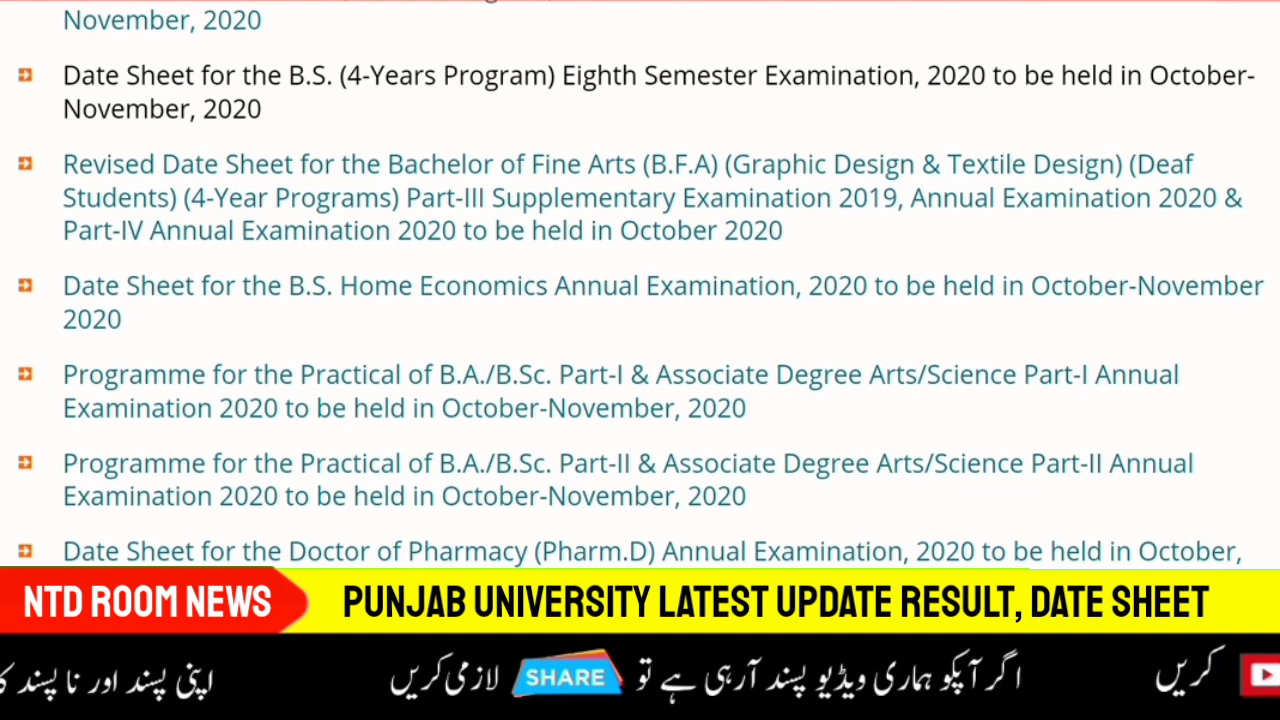 November, 2020
Date Sheet for the B.S. (4-Years Program) Eighth Semester Examination, 2020 to be held in October-
November, 2020
Revised Date Sheet for the Bachelor of Fine Arts (B.F.A) (Graphic Design & Textile Design) (Deaf
Students) (4-Year Programs) Part-III Supplementary Examination 2019, Annual Examination 2020 &
Part-IV Annual Examination 2020 to be held in October 2020
Date Sheet for the B.S. Home Economics Annual Examination, 2020 to be held in October-November
2020
Programme for the Practical of B.A./B.Sc. Part-I & Associate Degree Arts/Science Part-I Annual
Examination 2020 to be held in October-November, 2020
Programme for the Practical of B.A./B.Sc. Part-II & Associate Degree Arts/Science Part-II Annual
Examination 2020 to be held in October-November, 2020
Date Sheet for the Doctor of Pharmacy (Pharm.D) Annual Examination, 2020 to be held in October,
NTD ROOM NEWS PUNJAB UNIVERSITY LATEST UPDATE RESULT, DATE SHEET
کریں اگر آپکو ہماری ویڈیو پسند آرہی ہے تو SHARE لازمی کریں اپنی پسند اور نا پسند کا